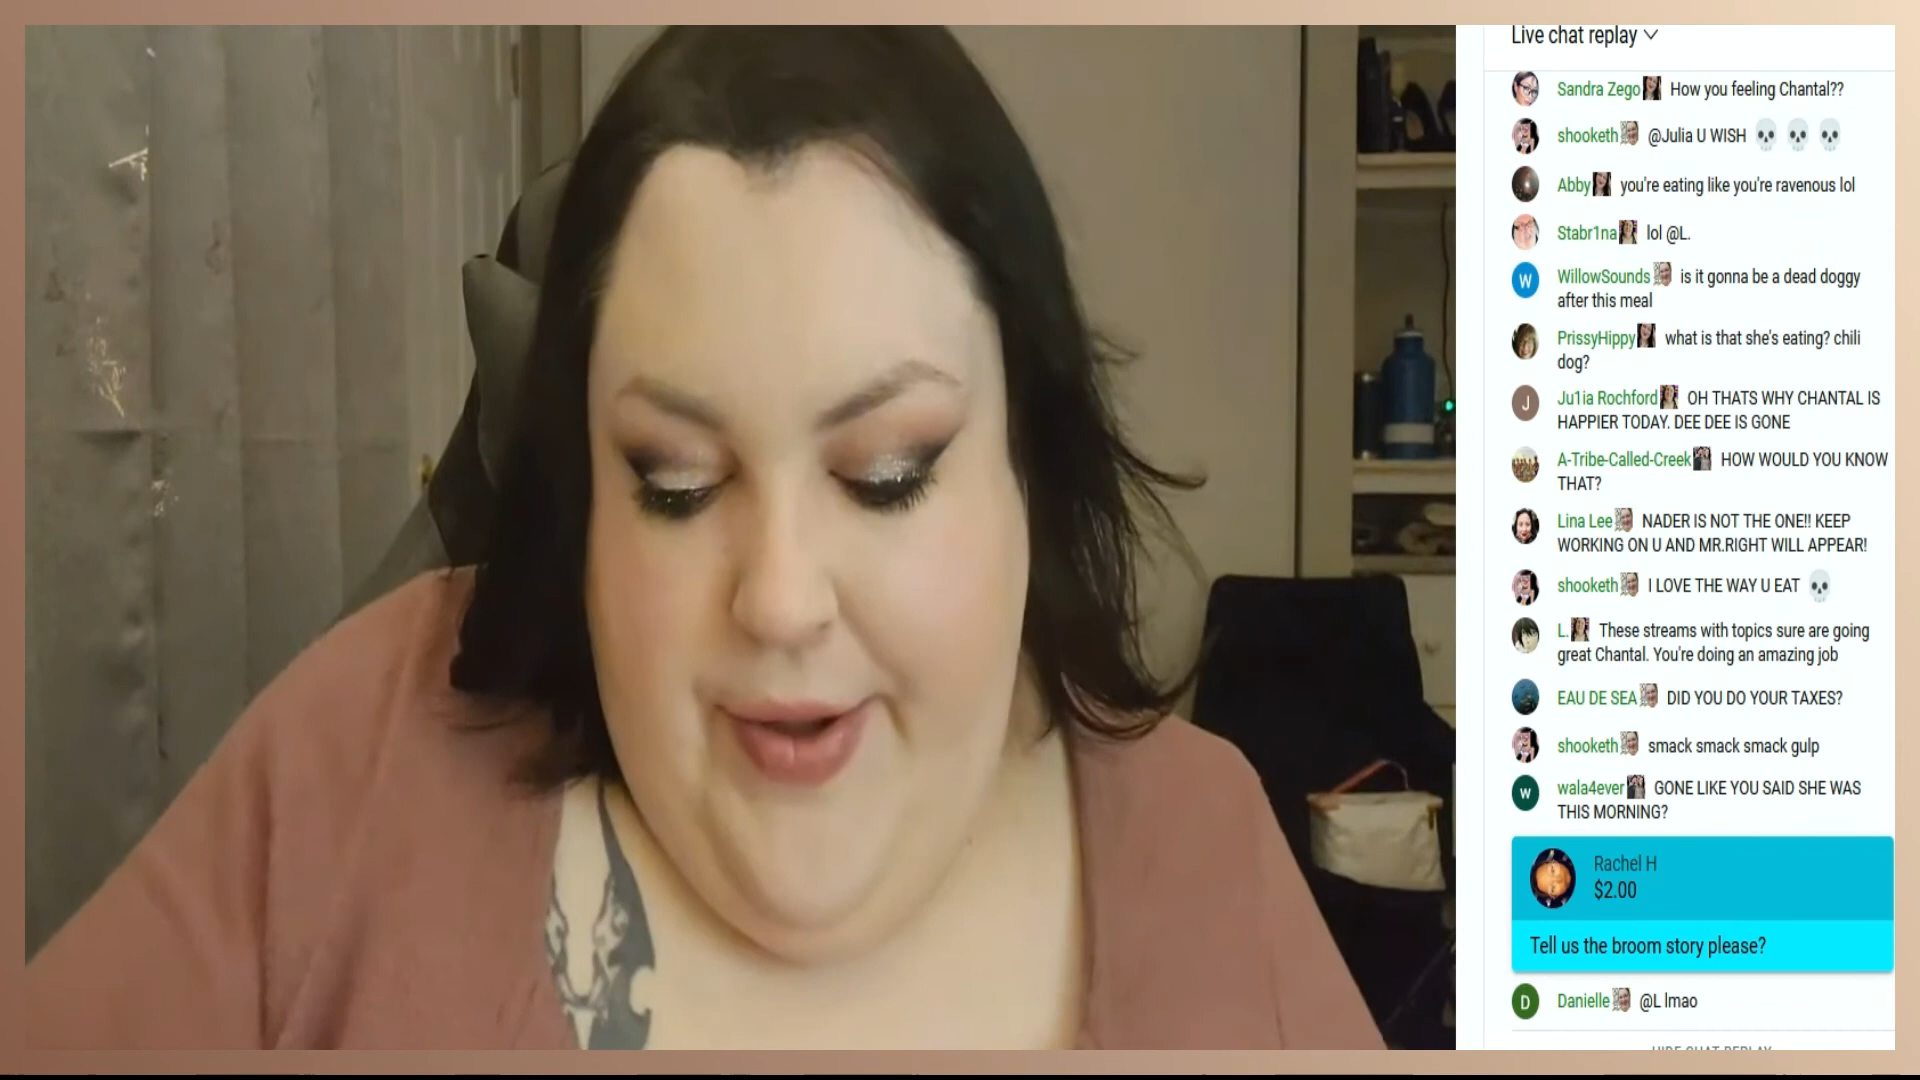 Live chat replay
Sandra Zego How you feeling Chantal??
shooketh @Julia U WISH
Abby you're eating like you're ravenous lol
Stabr1na lol @L.
W WillowSounds is it gonna be a dead doggy
after this meal
PrissyHippy what is that she's eating? chili
dog?
J Ju1ia Rochford OH THATS WHY CHANTAL IS
HAPPIER TODAY. DEE DEE IS GONE
A-Tribe-Called-Creek HOW WOULD YOU KNOW
THAT?
Lina Lee NADER IS NOT THE ONE!! KEEP
WORKING ON U AND MR.RIGHT WILL APPEAR!
shooketh I LOVE THE WAY U EAT
L. These streams with topics sure are going
great Chantal. You're doing an amazing job
EAU DE SEA DID YOU DO YOUR TAXES?
shooketh smack smack smack gulp
w wala4ever GONE LIKE YOU SAID SHE WAS
THIS MORNING?
Rachel H
$2.00
Tell us the broom story please?
D Danielle @L lmao
HIDE CHAT REPLAY